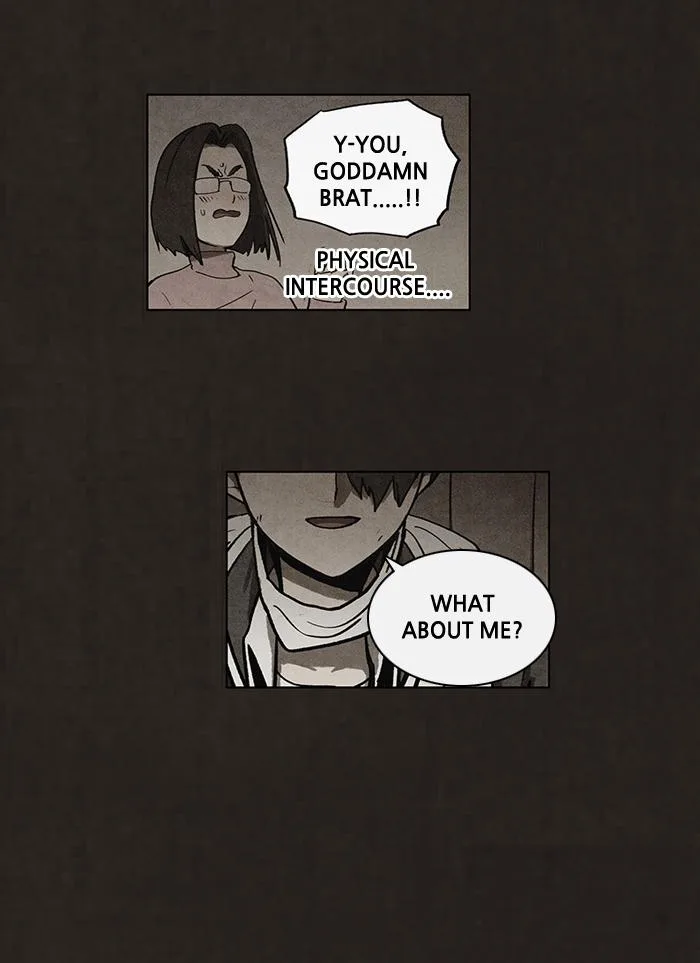 Y-YOU,
GODDAMN
BRAT.....!!
PHYSICAL
INTERCOURSE....
WHAT
ABOUT ME?